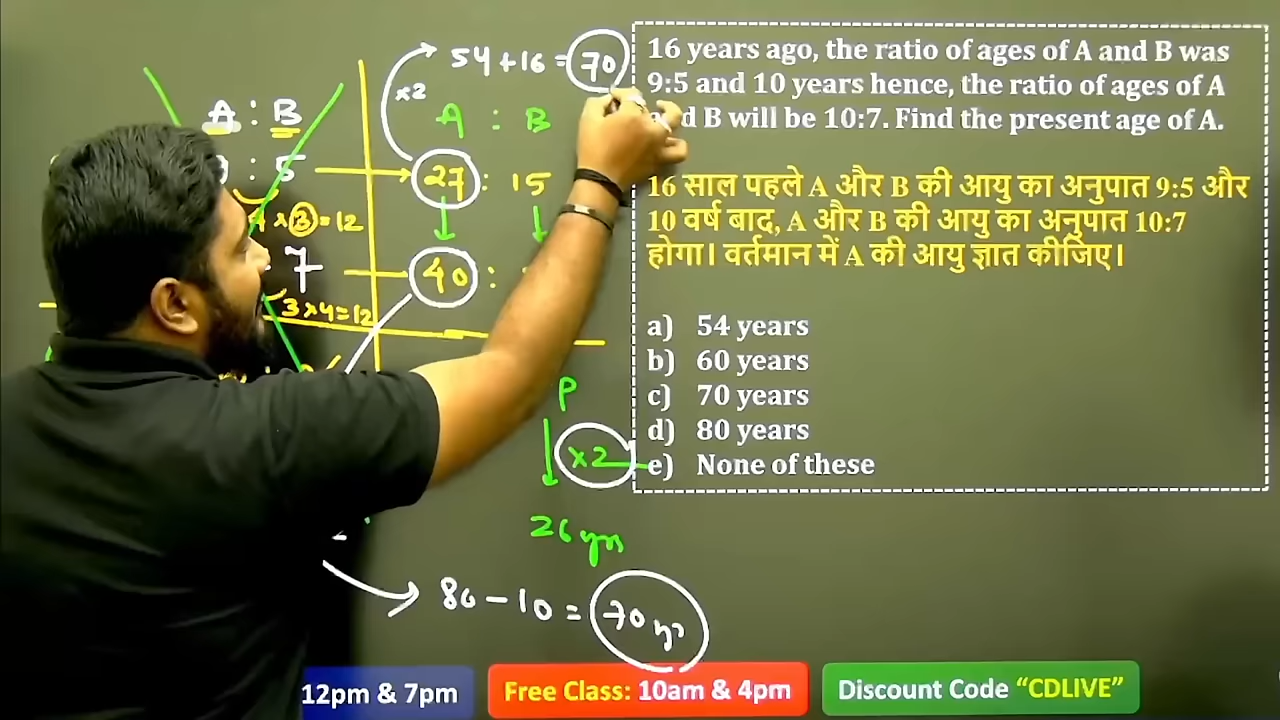 54+16=70
×2
A : B
A : B
: 5
27 : 15
4×3=12
7
40 :
3×4=12
P
×2
26 yrs
80-10=70 yr
16 years ago, the ratio of ages of A and B was
9:5 and 10 years hence, the ratio of ages of A
d B will be 10:7. Find the present age of A.
16 साल पहले A और B की आयु का अनुपात 9:5 और
10 वर्ष बाद, A और B की आयु का अनुपात 10:7
होगा। वर्तमान में A की आयु ज्ञात कीजिए।
a) 54 years
b) 60 years
c) 70 years
d) 80 years
e) None of these
12pm & 7pm
Free Class: 10am & 4pm
Discount Code “CDLIVE”